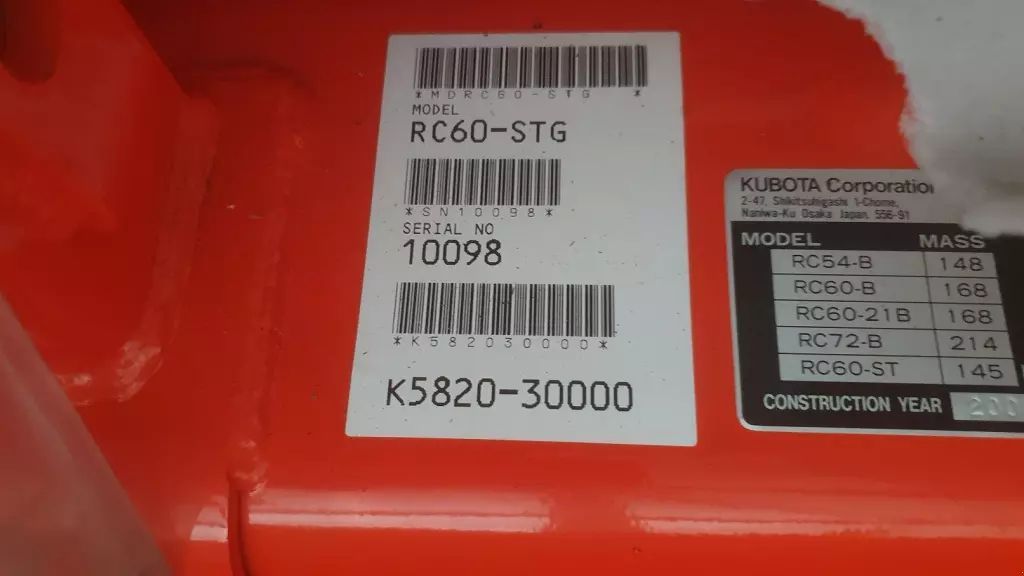 *MDRC60-STG *
MODEL
RC60-STG
*SN10098*
SERIAL NO
10098
*K582030000*
K5820-30000
KUBOTA Corporation
2-47, Shikitsuhigashi 1-Chome,
Naniwa-Ku Osaka Japan, 556-91
MODEL MASS
RC54-B 148
RC60-B 168
RC60-21B 168
RC72-B 214
RC60-ST 145
CONSTRUCTION YEAR 200